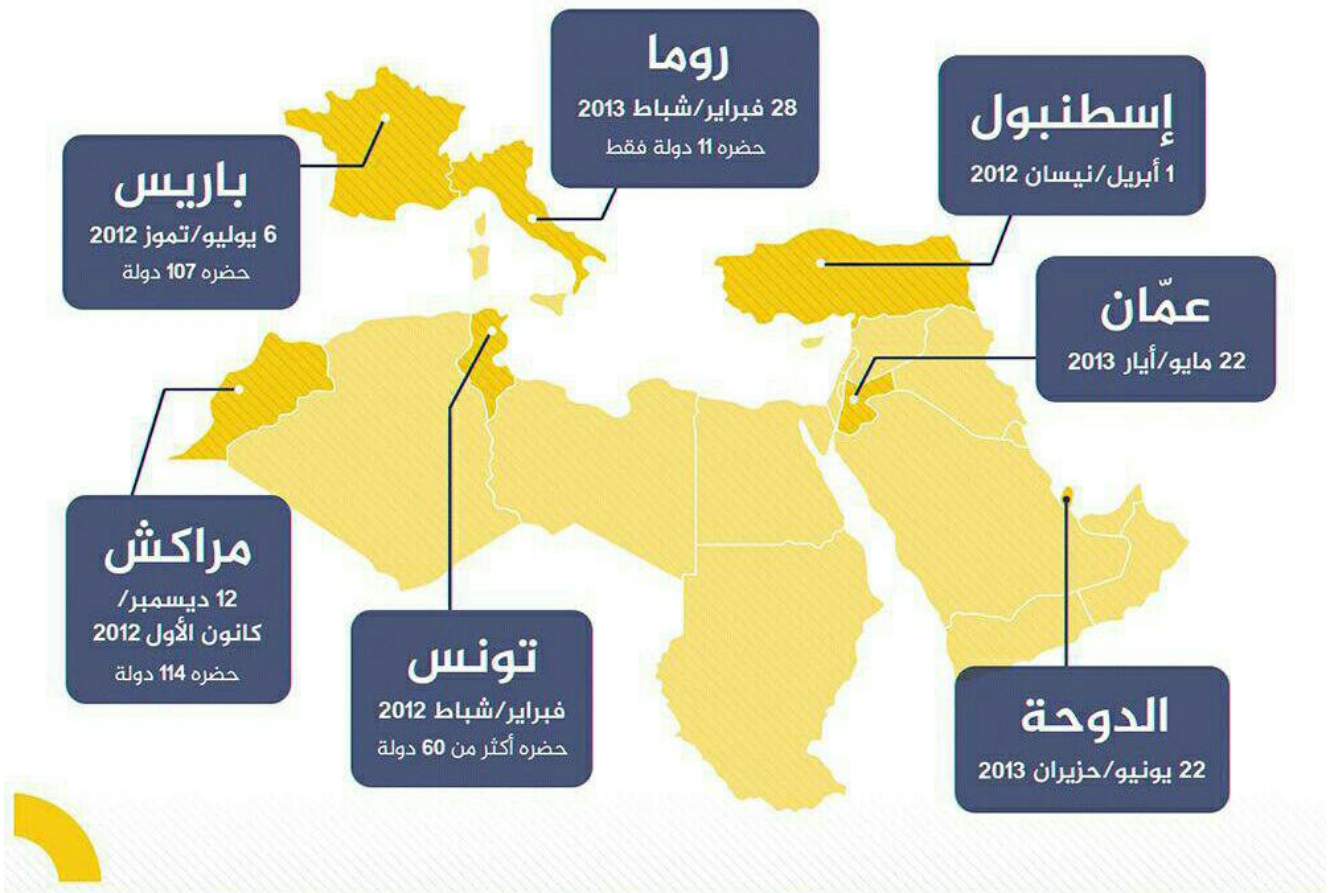 روما
28 فبراير/شباط 2013
حضره 11 دولة فقط
إسطنبول
1 أبريل/نيسان 2012
باريس
6 يوليو/تموز 2012
حضره 107 دولة
عمّان
22 مايو/أيار 2013
مراكش
12 ديسمبر/
كانون الأول 2012
حضره 114 دولة
تونس
فبراير/شباط 2012
حضره أكثر من 60 دولة
الدوحة
22 يونيو/حزيران 2013